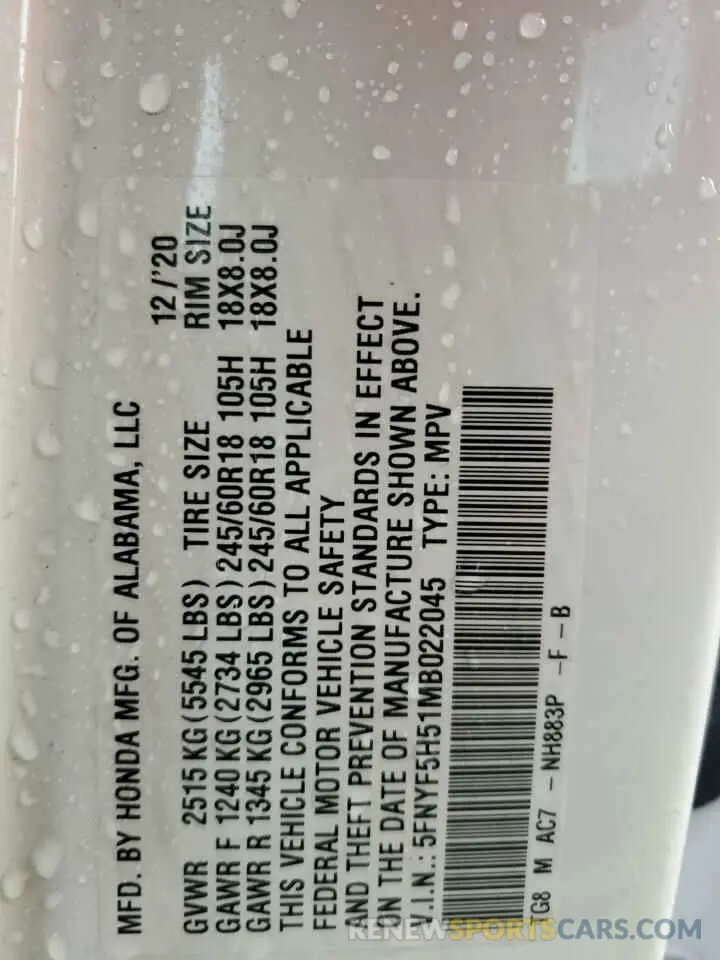 MFD. BY HONDA MFG. OF ALABAMA, LLC 12/'20
GVWR 2515 KG(5545 LBS) TIRE SIZE RIM SIZE
GAWR F 1240 KG(2734 LBS)245/60R18 105H 18X8.0J
GAWR R 1345 KG(2965 LBS)245/60R18 105H 18X8.0J
THIS VEHICLE CONFORMS TO ALL APPLICABLE
FEDERAL MOTOR VEHICLE SAFETY
AND THEFT PREVENTION STANDARDS IN EFFECT
ON THE DATE OF MANUFACTURE SHOWN ABOVE.
V.I.N.: 5FNYF5H51MB022045 TYPE: MPV
TG8 M AC7 - NH883P -F -B
RENEWSPORTSCARS.COM